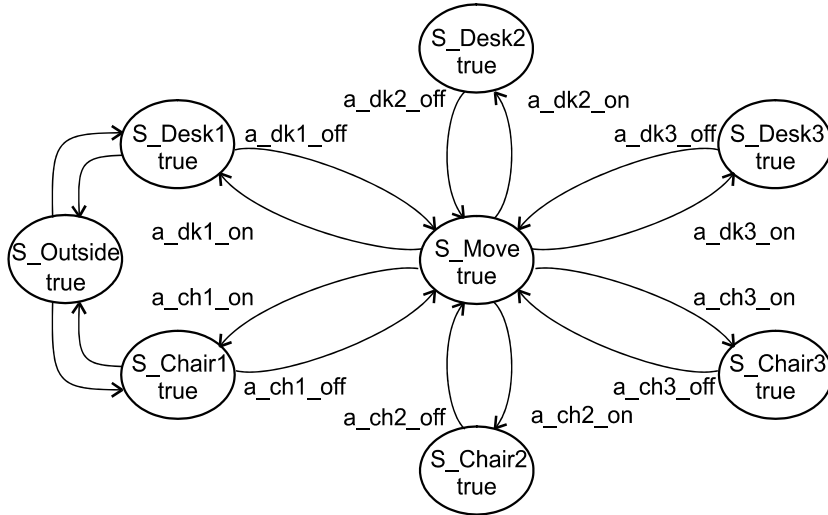 S_Desk2
true
a_dk2_off
a_dk2_on
S_Desk1
true
a_dk1_off
a_dk3_off
S_Desk3
true
a_dk1_on
S_Move
true
a_dk3_on
S_Outside
true
a_ch1_on
a_ch3_on
S_Chair1
true
a_ch1_off
S_Chair3
true
a_ch3_off
a_ch2_off
a_ch2_on
S_Chair2
true